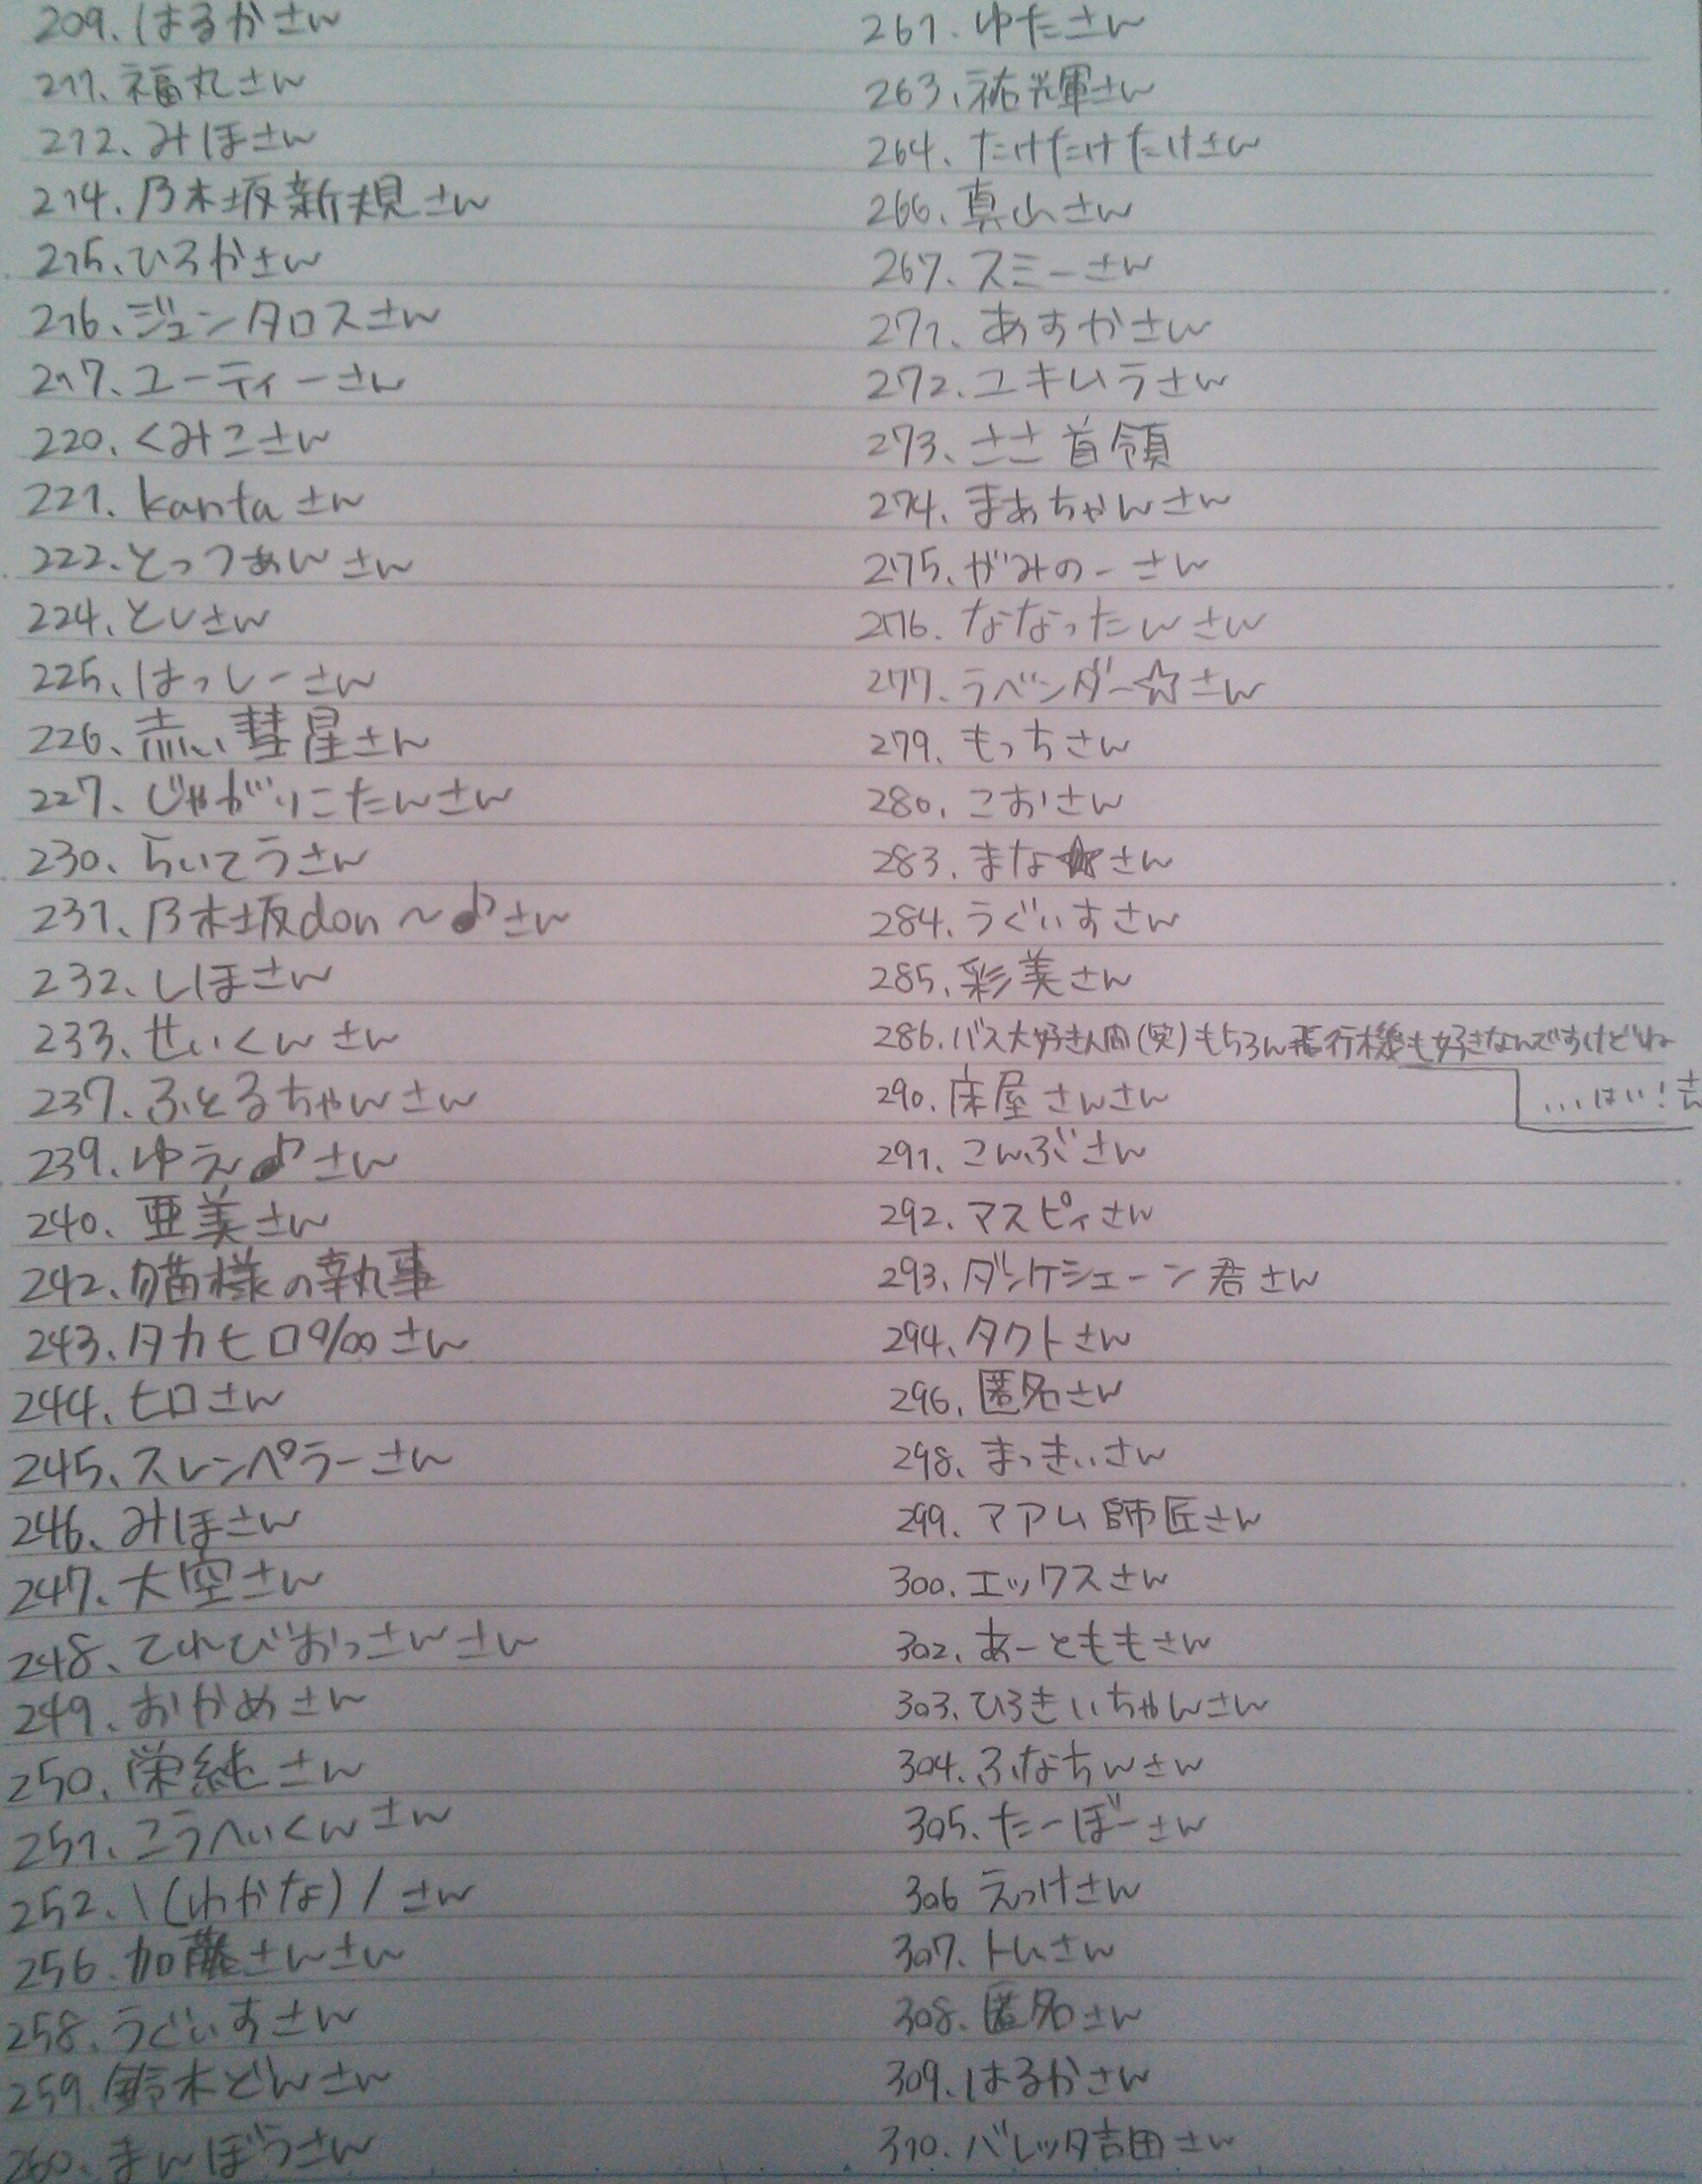 209. はるかさん
211. 福丸さん
212. みほさん
214. 乃木坂新規さん
215. ひろかさん
216. ジュンタロスさん
217. ユーティーさん
220. くみこさん
221. kantaさん
222. とっつぁんさん
224. としさん
225. はっしーさん
226. 赤い彗星さん
227. じゃがりこたんさん
230. らいてうさん
231. 乃木坂don〜♪さん
232. しほさん
233. せいくんさん
237. ふとるちゃんさん
239. ゆえ♪さん
240. 亜美さん
242. 猫様の執事
243. タカヒロ%さん
244. ヒロさん
245. スレンペラーさん
246. みほさん
247. 大空さん
248. てれびおっさんさん
249. おかめさん
250. 栄純さん
251. こうへいくんさん
252. \(わかな)/さん
256. 加藤さんさん
258. うぐいすさん
259. 鈴木どんさん
260. まんぼうさん
261. ゆたさん
263. 祐輝さん
264. たけたけたけさん
266. 真山さん
267. スミーさん
271. あすかさん
272. ユキムラさん
273. ささ首領
274. まあちゃんさん
275. がみのーさん
276. ななったんさん
277. ラベンダー☆さん
279. もっちさん
280. こおさん
283. まな★さん
284. うぐいすさん
285. 彩美さん
286. バス大好き人間(笑)もちろん飛行機も好きなんですけどね
...はい!さん
290. 床屋さんさん
291. こんぶさん
292. マスピィさん
293. ダンケシェーン君さん
294. タクトさん
296. 匿名さん
298. まっきぃさん
299. マアム師匠さん
300. エックスさん
302. あーとももさん
303. ひろきいちゃんさん
304. ふなちんさん
305. たーぼーさん
306 えっけさん
307. トムさん
308. 匿名さん
309. はるかさん
310. バレッタ吉田さん